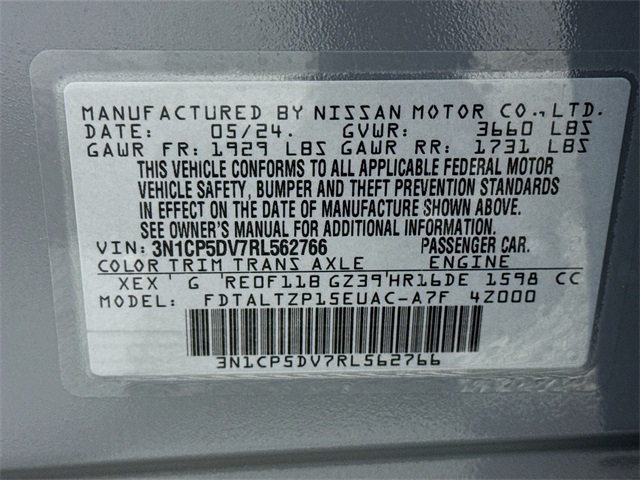 MANUFACTURED BY NISSAN MOTOR CO.,LTD.
DATE: 05/24. GVWR: 3660 LBS
GAWR FR: 1929 LBS GAWR RR: 1731 LBS
THIS VEHICLE CONFORMS TO ALL APPLICABLE FEDERAL MOTOR
VEHICLE SAFETY, BUMPER AND THEFT PREVENTION STANDARDS
IN EFFECT ON THE DATE OF MANUFACTURE SHOWN ABOVE.
SEE OWNER'S MANUAL FOR ADDITIONAL INFORMATION.
VIN: 3N1CP5DV7RL562766 PASSENGER CAR.
COLOR TRIM TRANS AXLE ENGINE
XEX G RE0F11B GZ39 HR16DE 1598 CC
MODEL: FDTALTZP15EUAC-A7F 4Z000
3N1CP5DV7RL562766